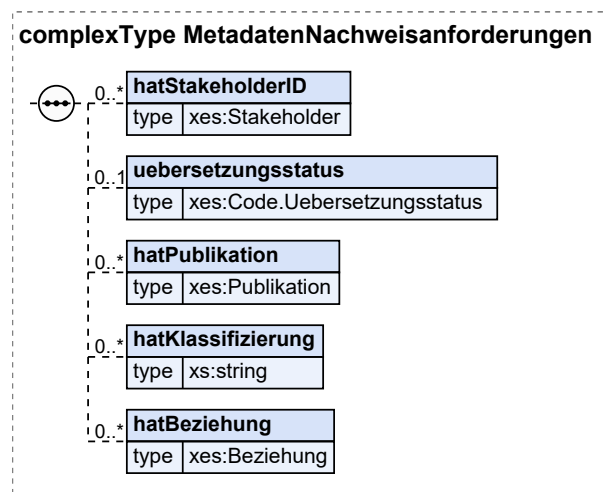 complexType MetadatenNachweisanforderungen
0..* hatStakeholderID
type xes:Stakeholder
0..1 uebersetzungsstatus
type xes:Code.Uebersetzungsstatus
0..* hatPublikation
type xes:Publikation
0..* hatKlassifizierung
type xs:string
0..* hatBeziehung
type xes:Beziehung